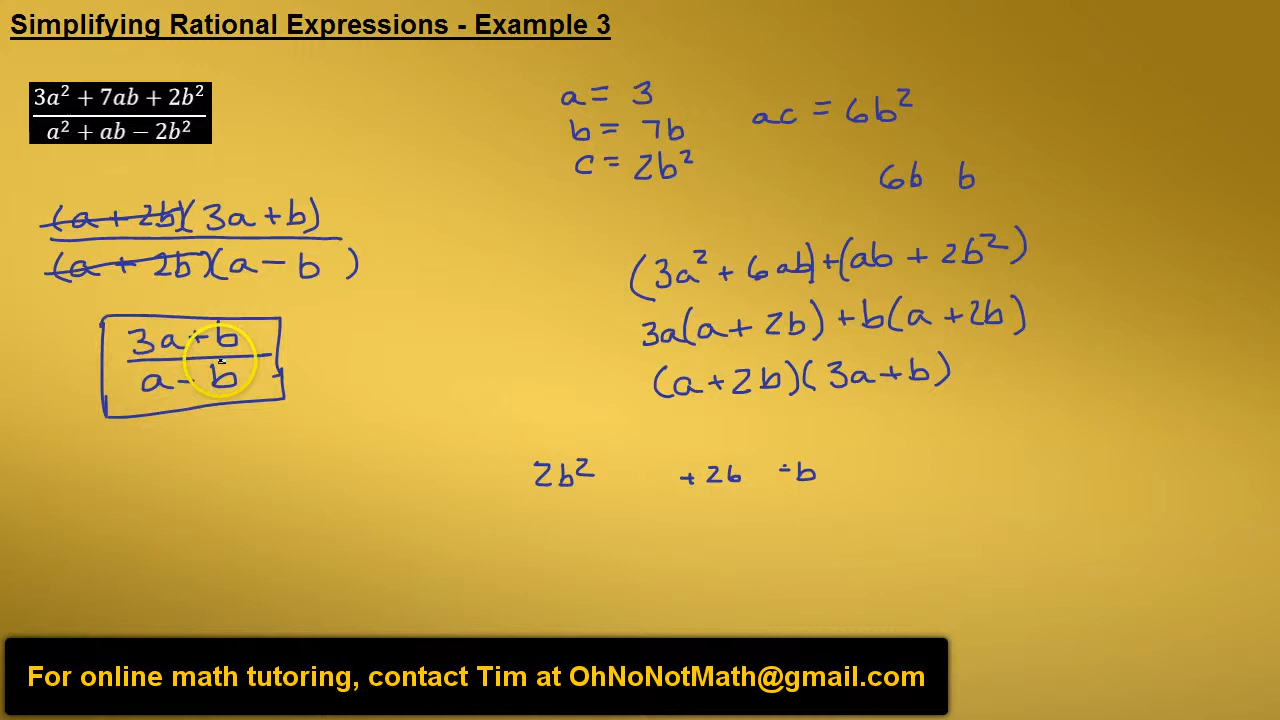 Simplifying Rational Expressions - Example 3
3a² + 7ab + 2b²
a² + ab − 2b²
(a + 2b)(3a + b)
(a + 2b)(a − b)
3a + b
a − b
a = 3
b = 7b
c = 2b²
ac = 6b²
6b b
(3a² + 6ab) + (ab + 2b²)
3a(a + 2b) + b(a + 2b)
(a + 2b)(3a + b)
2b² + 2b - b
For online math tutoring, contact Tim at OhNoNotMath@gmail.com